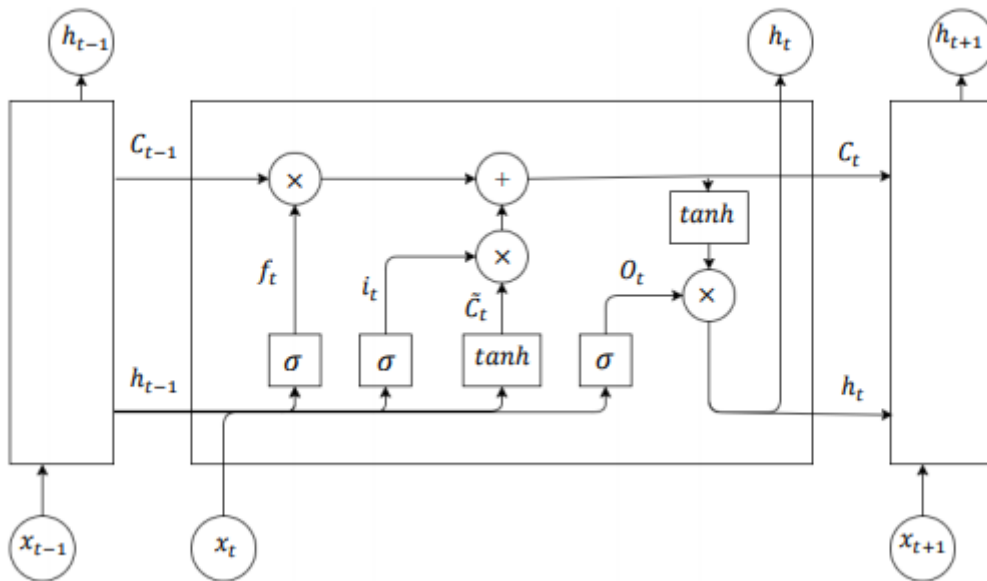 h_{t-1} h_t h_{t+1}
C_{t-1} C_t
× +
tanh
f_t i_t × O_t ×
C̃_t
σ σ tanh σ
h_{t-1} h_t
x_{t-1} x_t x_{t+1}